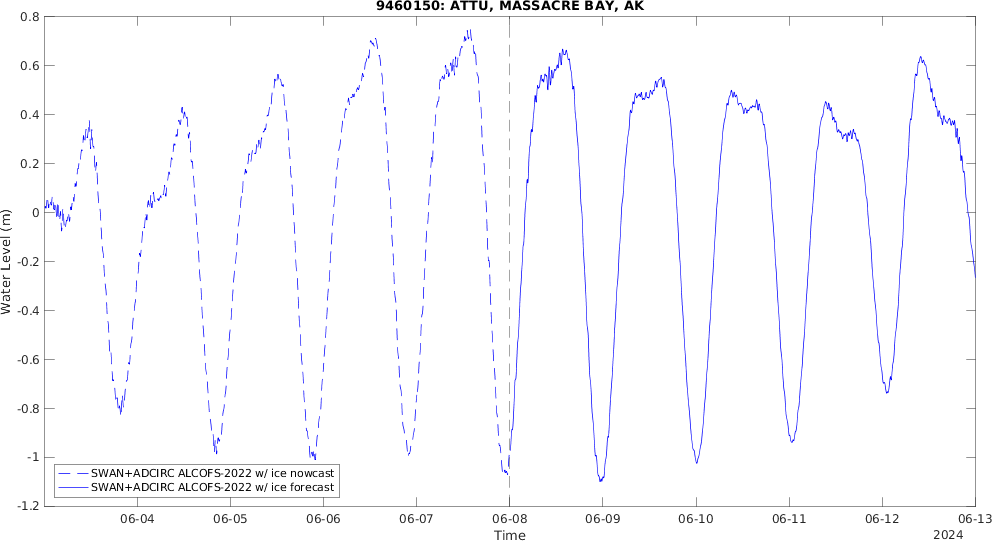 9460150: ATTU, MASSACRE BAY, AK
Water Level (m)
0.8
0.6
0.4
0.2
0
-0.2
-0.4
-0.6
-0.8
-1
-1.2
SWAN+ADCIRC ALCOFS-2022 w/ ice nowcast
SWAN+ADCIRC ALCOFS-2022 w/ ice forecast
06-04 06-05 06-06 06-07 06-08 06-09 06-10 06-11 06-12 06-13
Time
2024